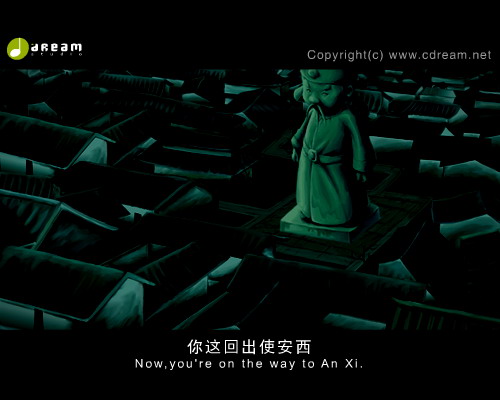 dream
studio
Copyright(c) www.cdream.net
你这回出使安西
Now,you're on the way to An Xi.